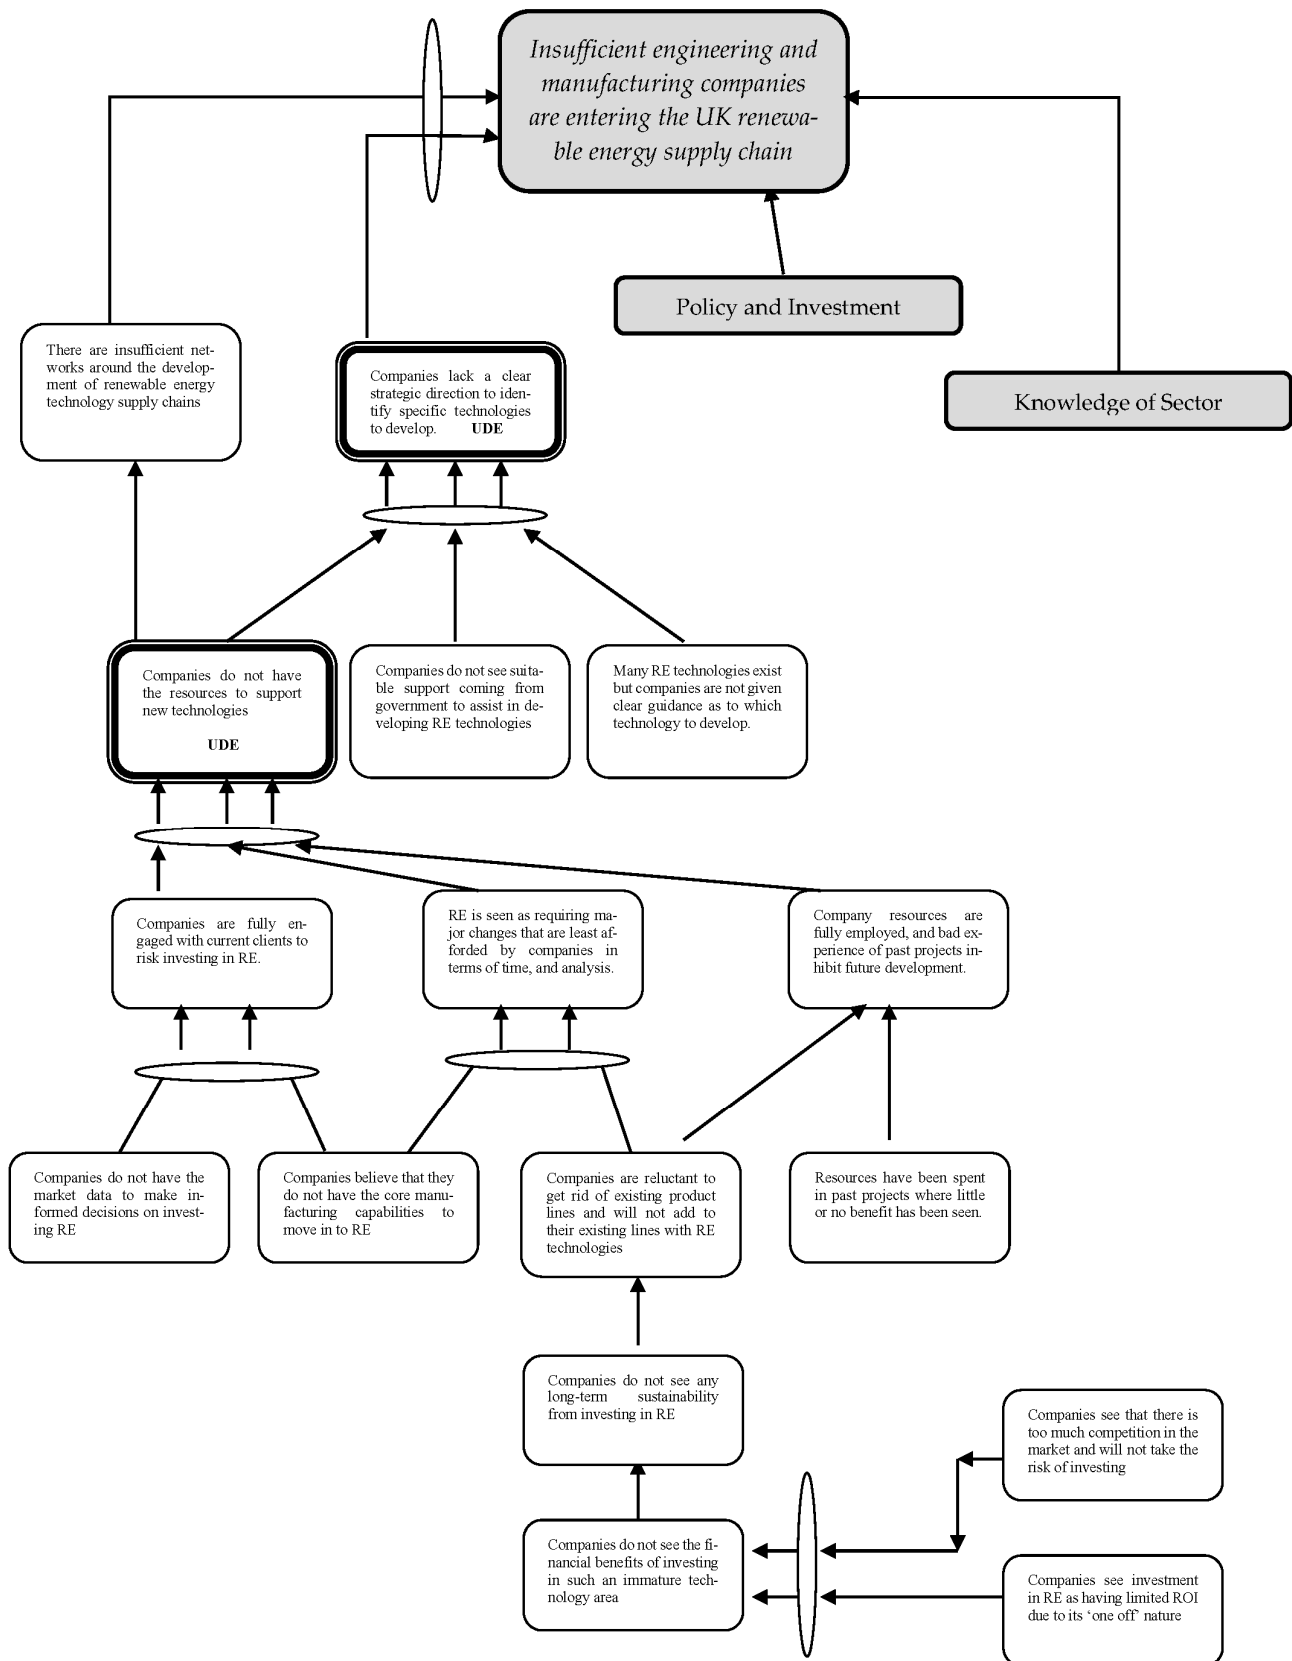 Insufficient engineering and
manufacturing companies
are entering the UK renewa-
ble energy supply chain
Policy and Investment
Knowledge of Sector
There are insufficient net-
works around the develop-
ment of renewable energy
technology supply chains
Companies lack a clear
strategic direction to iden-
tify specific technologies
to develop. UDE
Companies do not have
the resources to support
new technologies
UDE
Companies do not see suita-
ble support coming from
government to assist in de-
veloping RE technologies
Many RE technologies exist
but companies are not given
clear guidance as to which
technology to develop.
Companies are fully en-
gaged with current clients to
risk investing in RE.
RE is seen as requiring ma-
jor changes that are least af-
forded by companies in
terms of time, and analysis.
Company resources are
fully employed, and bad ex-
perience of past projects in-
hibit future development.
Companies do not have the
market data to make in-
formed decisions on invest-
ing RE
Companies believe that they
do not have the core manu-
facturing capabilities to
move in to RE
Companies are reluctant to
get rid of existing product
lines and will not add to
their existing lines with RE
technologies
Resources have been spent
in past projects where little
or no benefit has been seen.
Companies do not see any
long-term sustainability
from investing in RE
Companies see that there is
too much competition in the
market and will not take the
risk of investing
Companies do not see the fi-
nancial benefits of investing
in such an immature tech-
nology area
Companies see investment
in RE as having limited ROI
due to its ‘one off’ nature